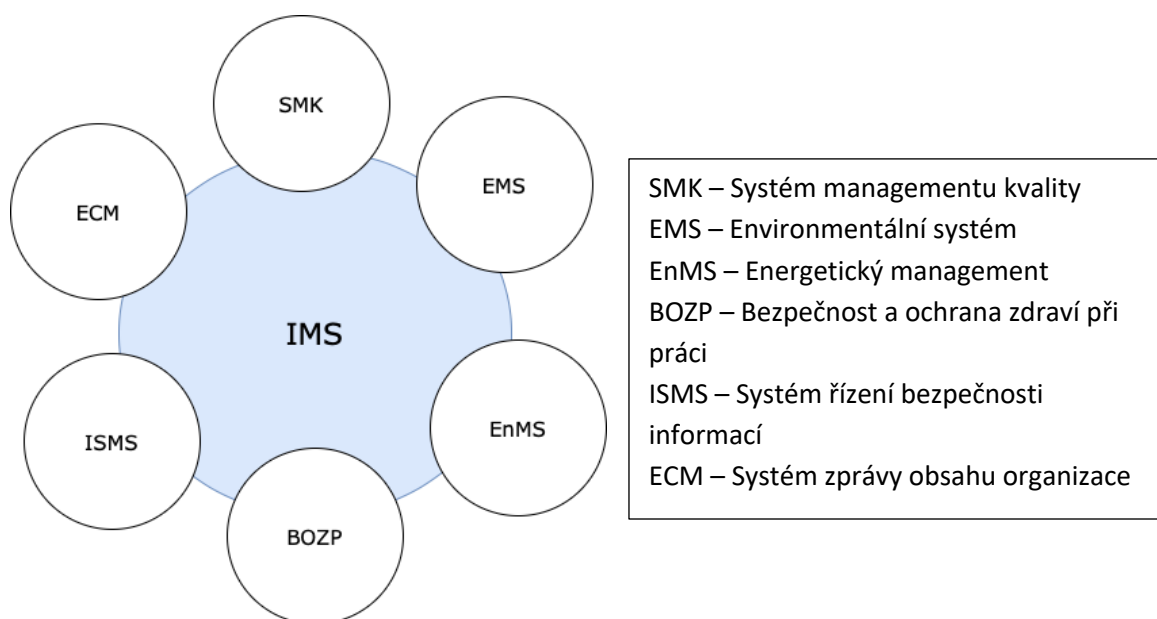 SMK
EMS
ECM
IMS
EnMS
ISMS
BOZP
SMK – Systém managementu kvality
EMS – Environmentální systém
EnMS – Energetický management
BOZP – Bezpečnost a ochrana zdraví při
práci
ISMS – Systém řízení bezpečnosti
informací
ECM – Systém zprávy obsahu organizace